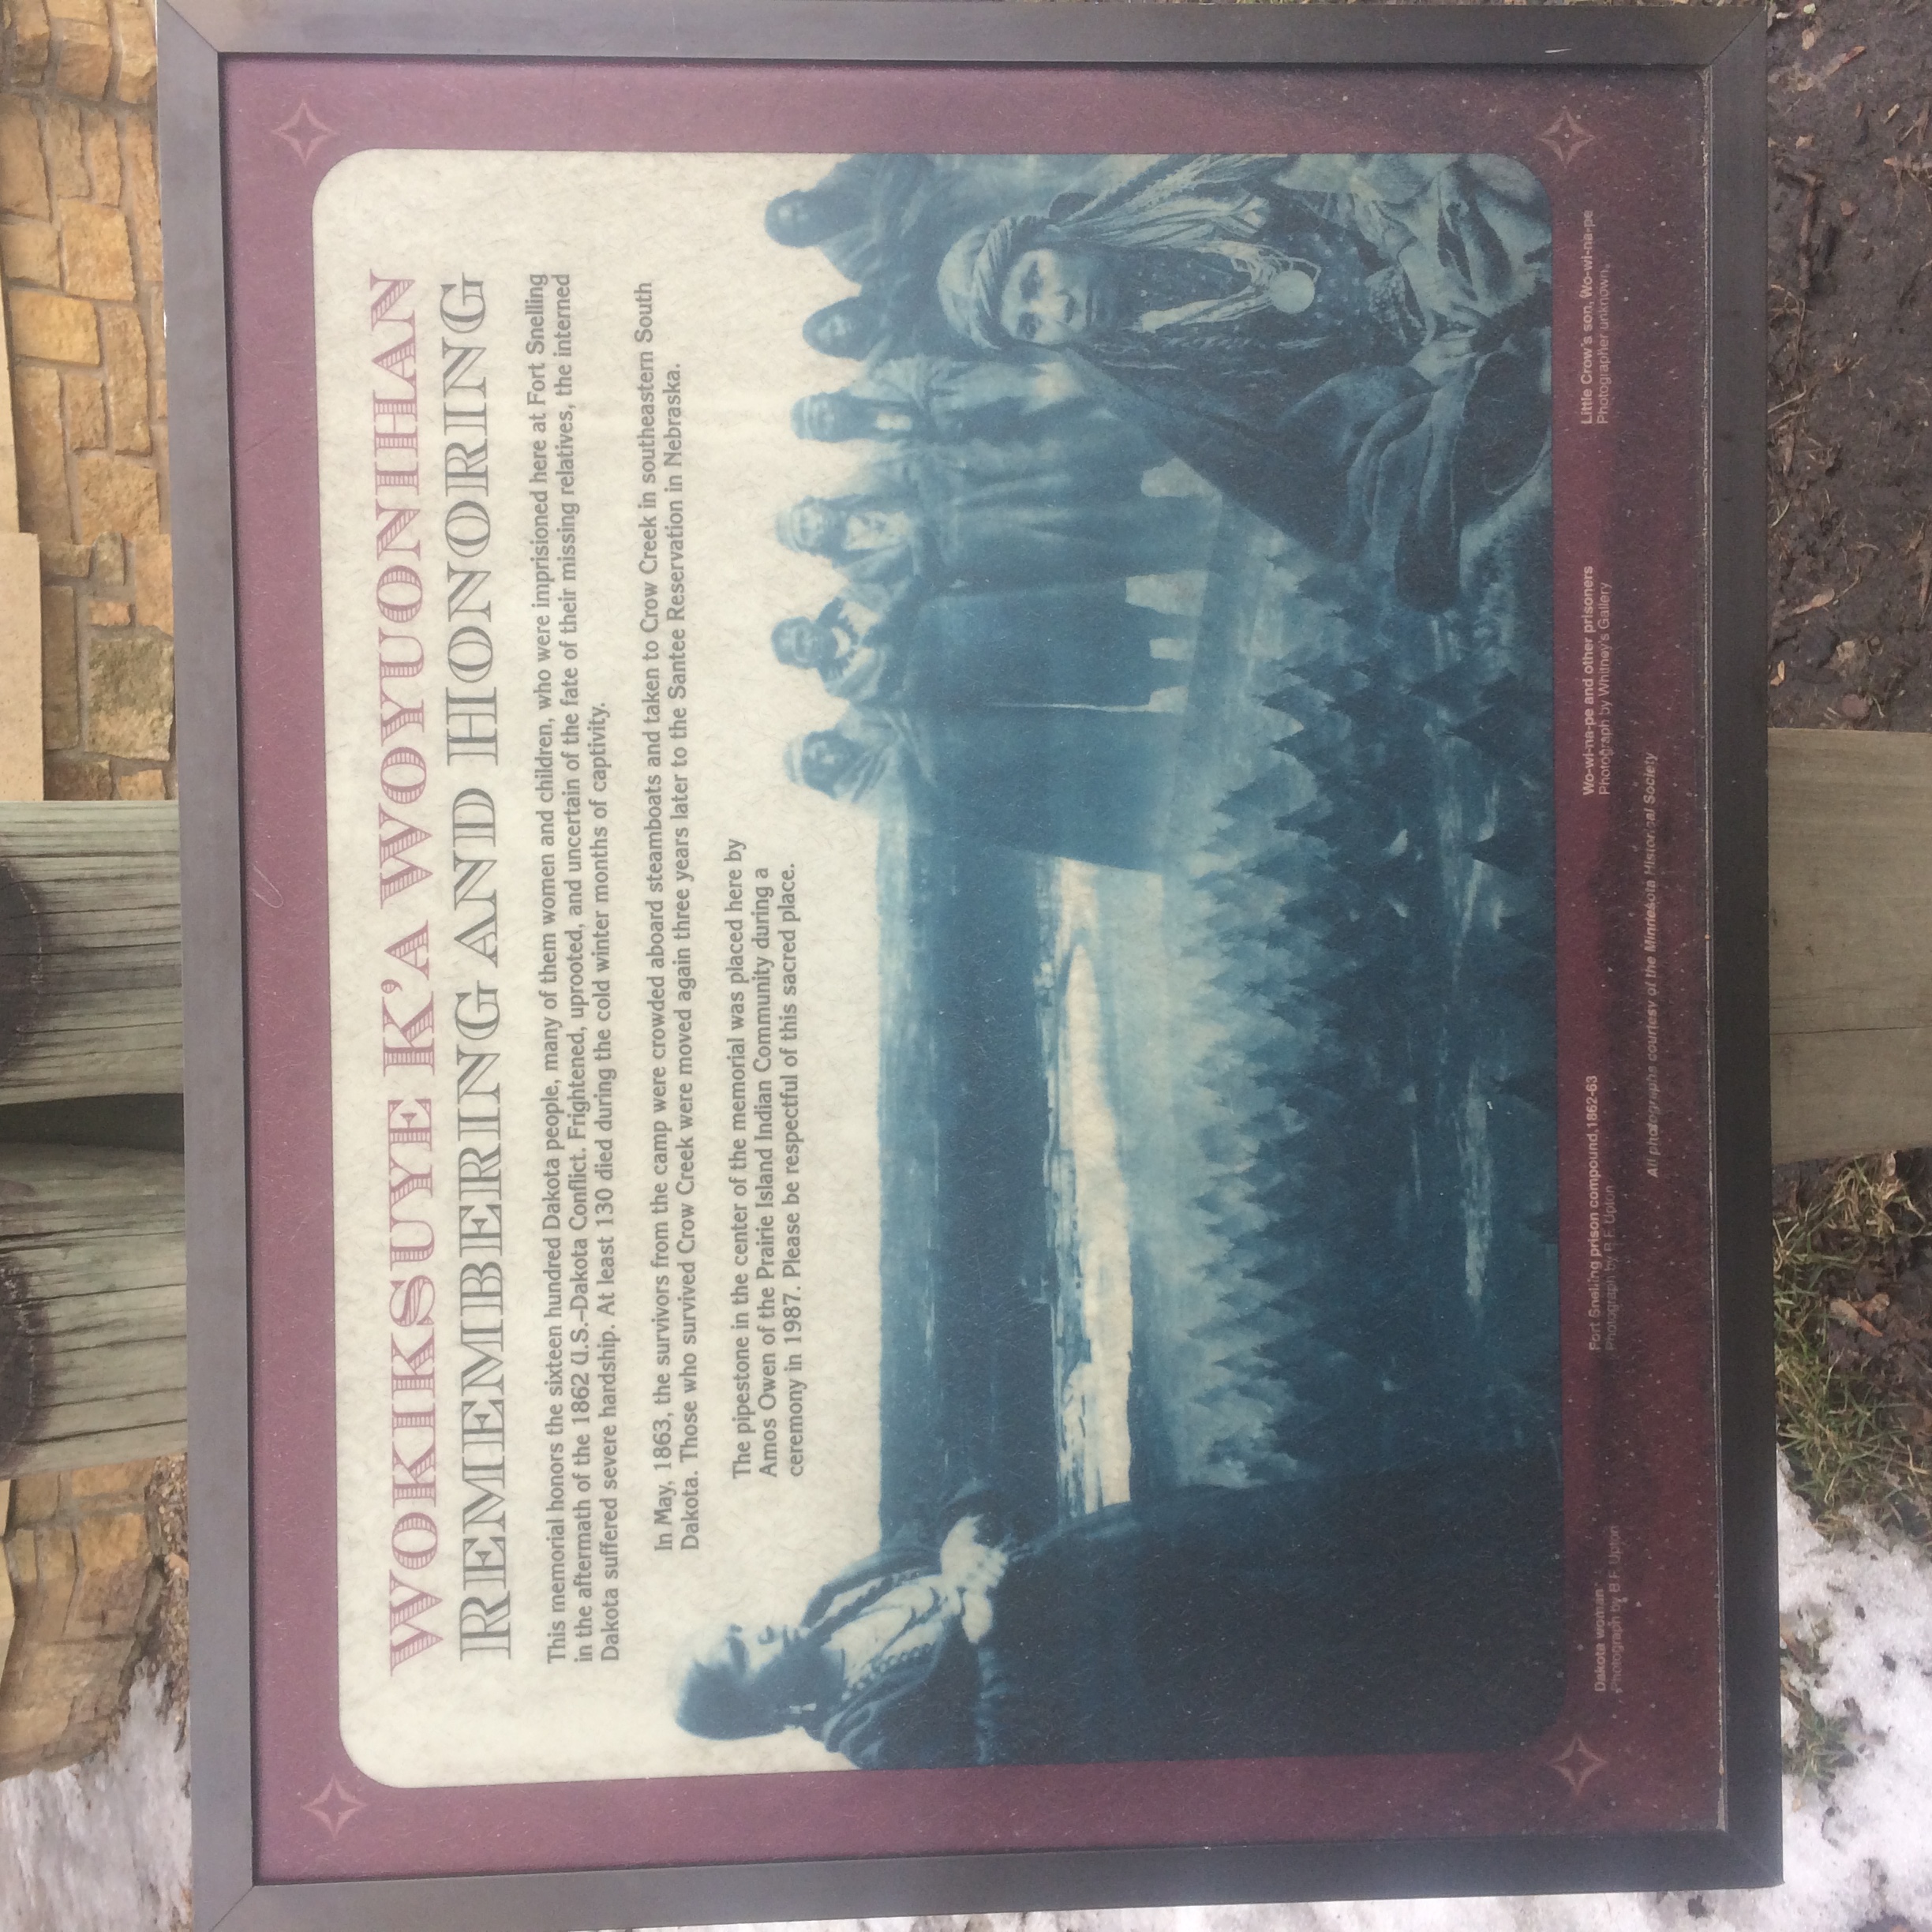 WOKIKSUYE K'A WOYUONIHAN
REMEMBERING AND HONORING
This memorial honors the sixteen hundred Dakota people, many of them women and children, who were imprisioned here at Fort Snelling
in the aftermath of the 1862 U.S.–Dakota Conflict. Frightened, uprooted, and uncertain of the fate of their missing relatives, the interned
Dakota suffered severe hardship. At least 130 died during the cold winter months of captivity.
In May, 1863, the survivors from the camp were crowded aboard steamboats and taken to Crow Creek in southeastern South
Dakota. Those who survived Crow Creek were moved again three years later to the Santee Reservation in Nebraska.
The pipestone in the center of the memorial was placed here by
Amos Owen of the Prairie Island Indian Community during a
ceremony in 1987. Please be respectful of this sacred place.
Dakota woman
Photograph by B.F. Upton
Fort Snelling prison compound, 1862-63
Photograph by B.F. Upton
Wo-wi-na-pe and other prisoners
Photograph by Whitney's Gallery
Little Crow's son, Wo-wi-na-pe
Photographer unknown
All photographs courtesy of the Minnesota Historical Society